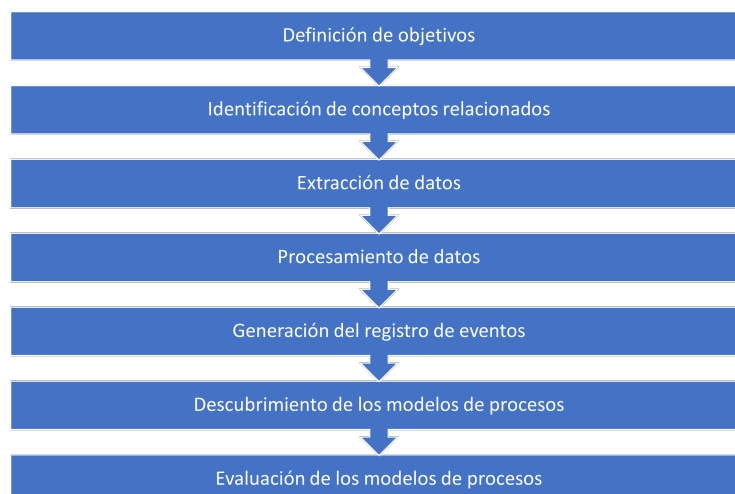 Definición de objetivos
Identificación de conceptos relacionados
Extracción de datos
Procesamiento de datos
Generación del registro de eventos
Descubrimiento de los modelos de procesos
Evaluación de los modelos de procesos